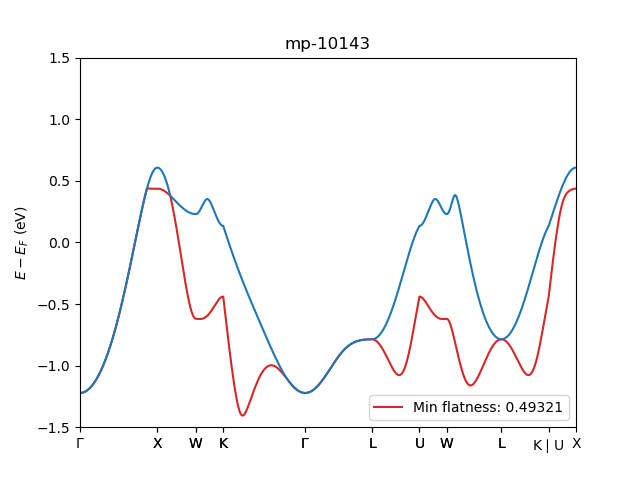 mp-10143
E − E_F (eV)
1.5
1.0
0.5
0.0
−0.5
−1.0
−1.5
Min flatness: 0.49321
Γ X W K Γ L U W L K | U X